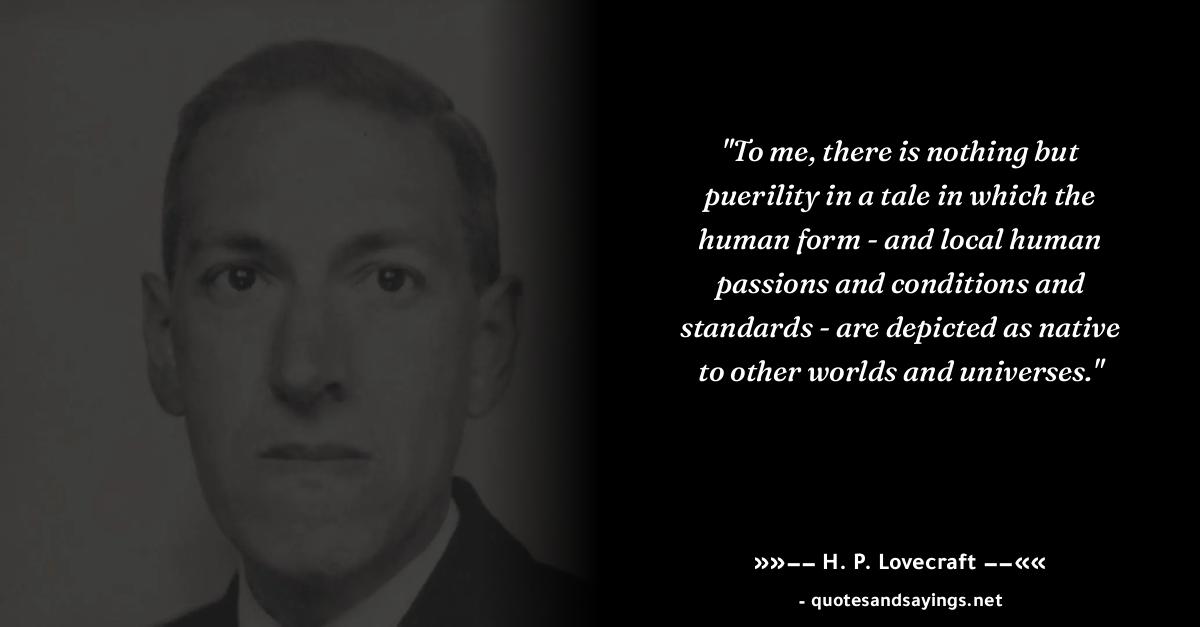 "To me, there is nothing but
puerility in a tale in which the
human form - and local human
passions and conditions and
standards - are depicted as native
to other worlds and universes."
»»–– H. P. Lovecraft ––««
- quotesandsayings.net